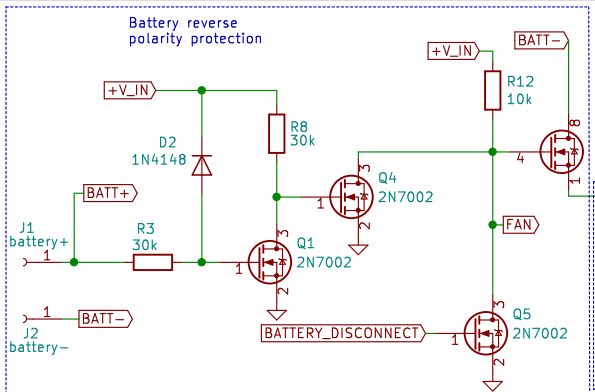 Battery reverse
polarity protection
+V_IN
BATT-
+V_IN
R12
10k
8
D2
1N4148
R8
30k
4
1
3
Q4
2N7002
1
2
BATT+
J1
battery+
1
R3
30k
3
Q1
2N7002
1
2
FAN
1
BATT-
J2
battery-
BATTERY_DISCONNECT
3
Q5
2N7002
1
2